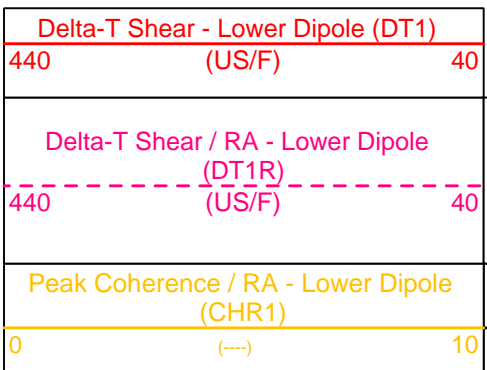 Delta-T Shear - Lower Dipole (DT1)
440 (US/F) 40
Delta-T Shear / RA - Lower Dipole
(DT1R)
440 (US/F) 40
Peak Coherence / RA - Lower Dipole
(CHR1)
0 (----) 10